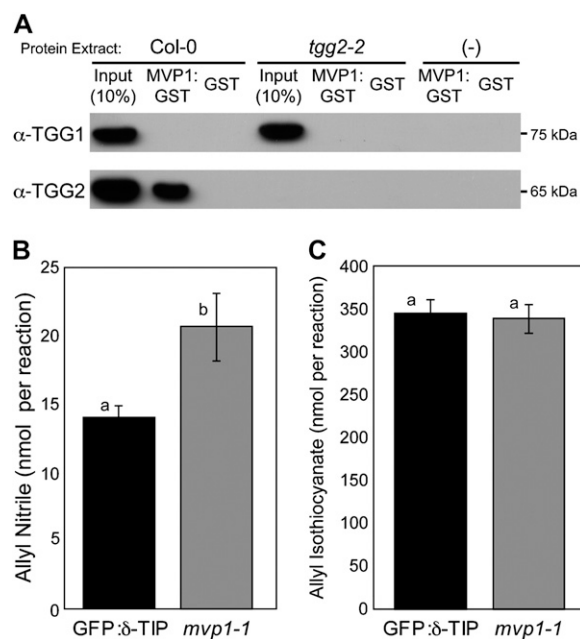 A
Protein Extract: Col-0 tgg2-2 (-)
Input (10%) MVP1: GST GST Input (10%) MVP1: GST GST MVP1: GST GST
α-TGG1 75 kDa
α-TGG2 65 kDa
B
Allyl Nitrile (nmol per reaction)
25
20
15
10
5
0
a
b
GFP:δ-TIP mvp1-1
C
Allyl Isothiocyanate (nmol per reaction)
400
350
300
250
200
150
100
50
0
a
a
GFP:δ-TIP mvp1-1